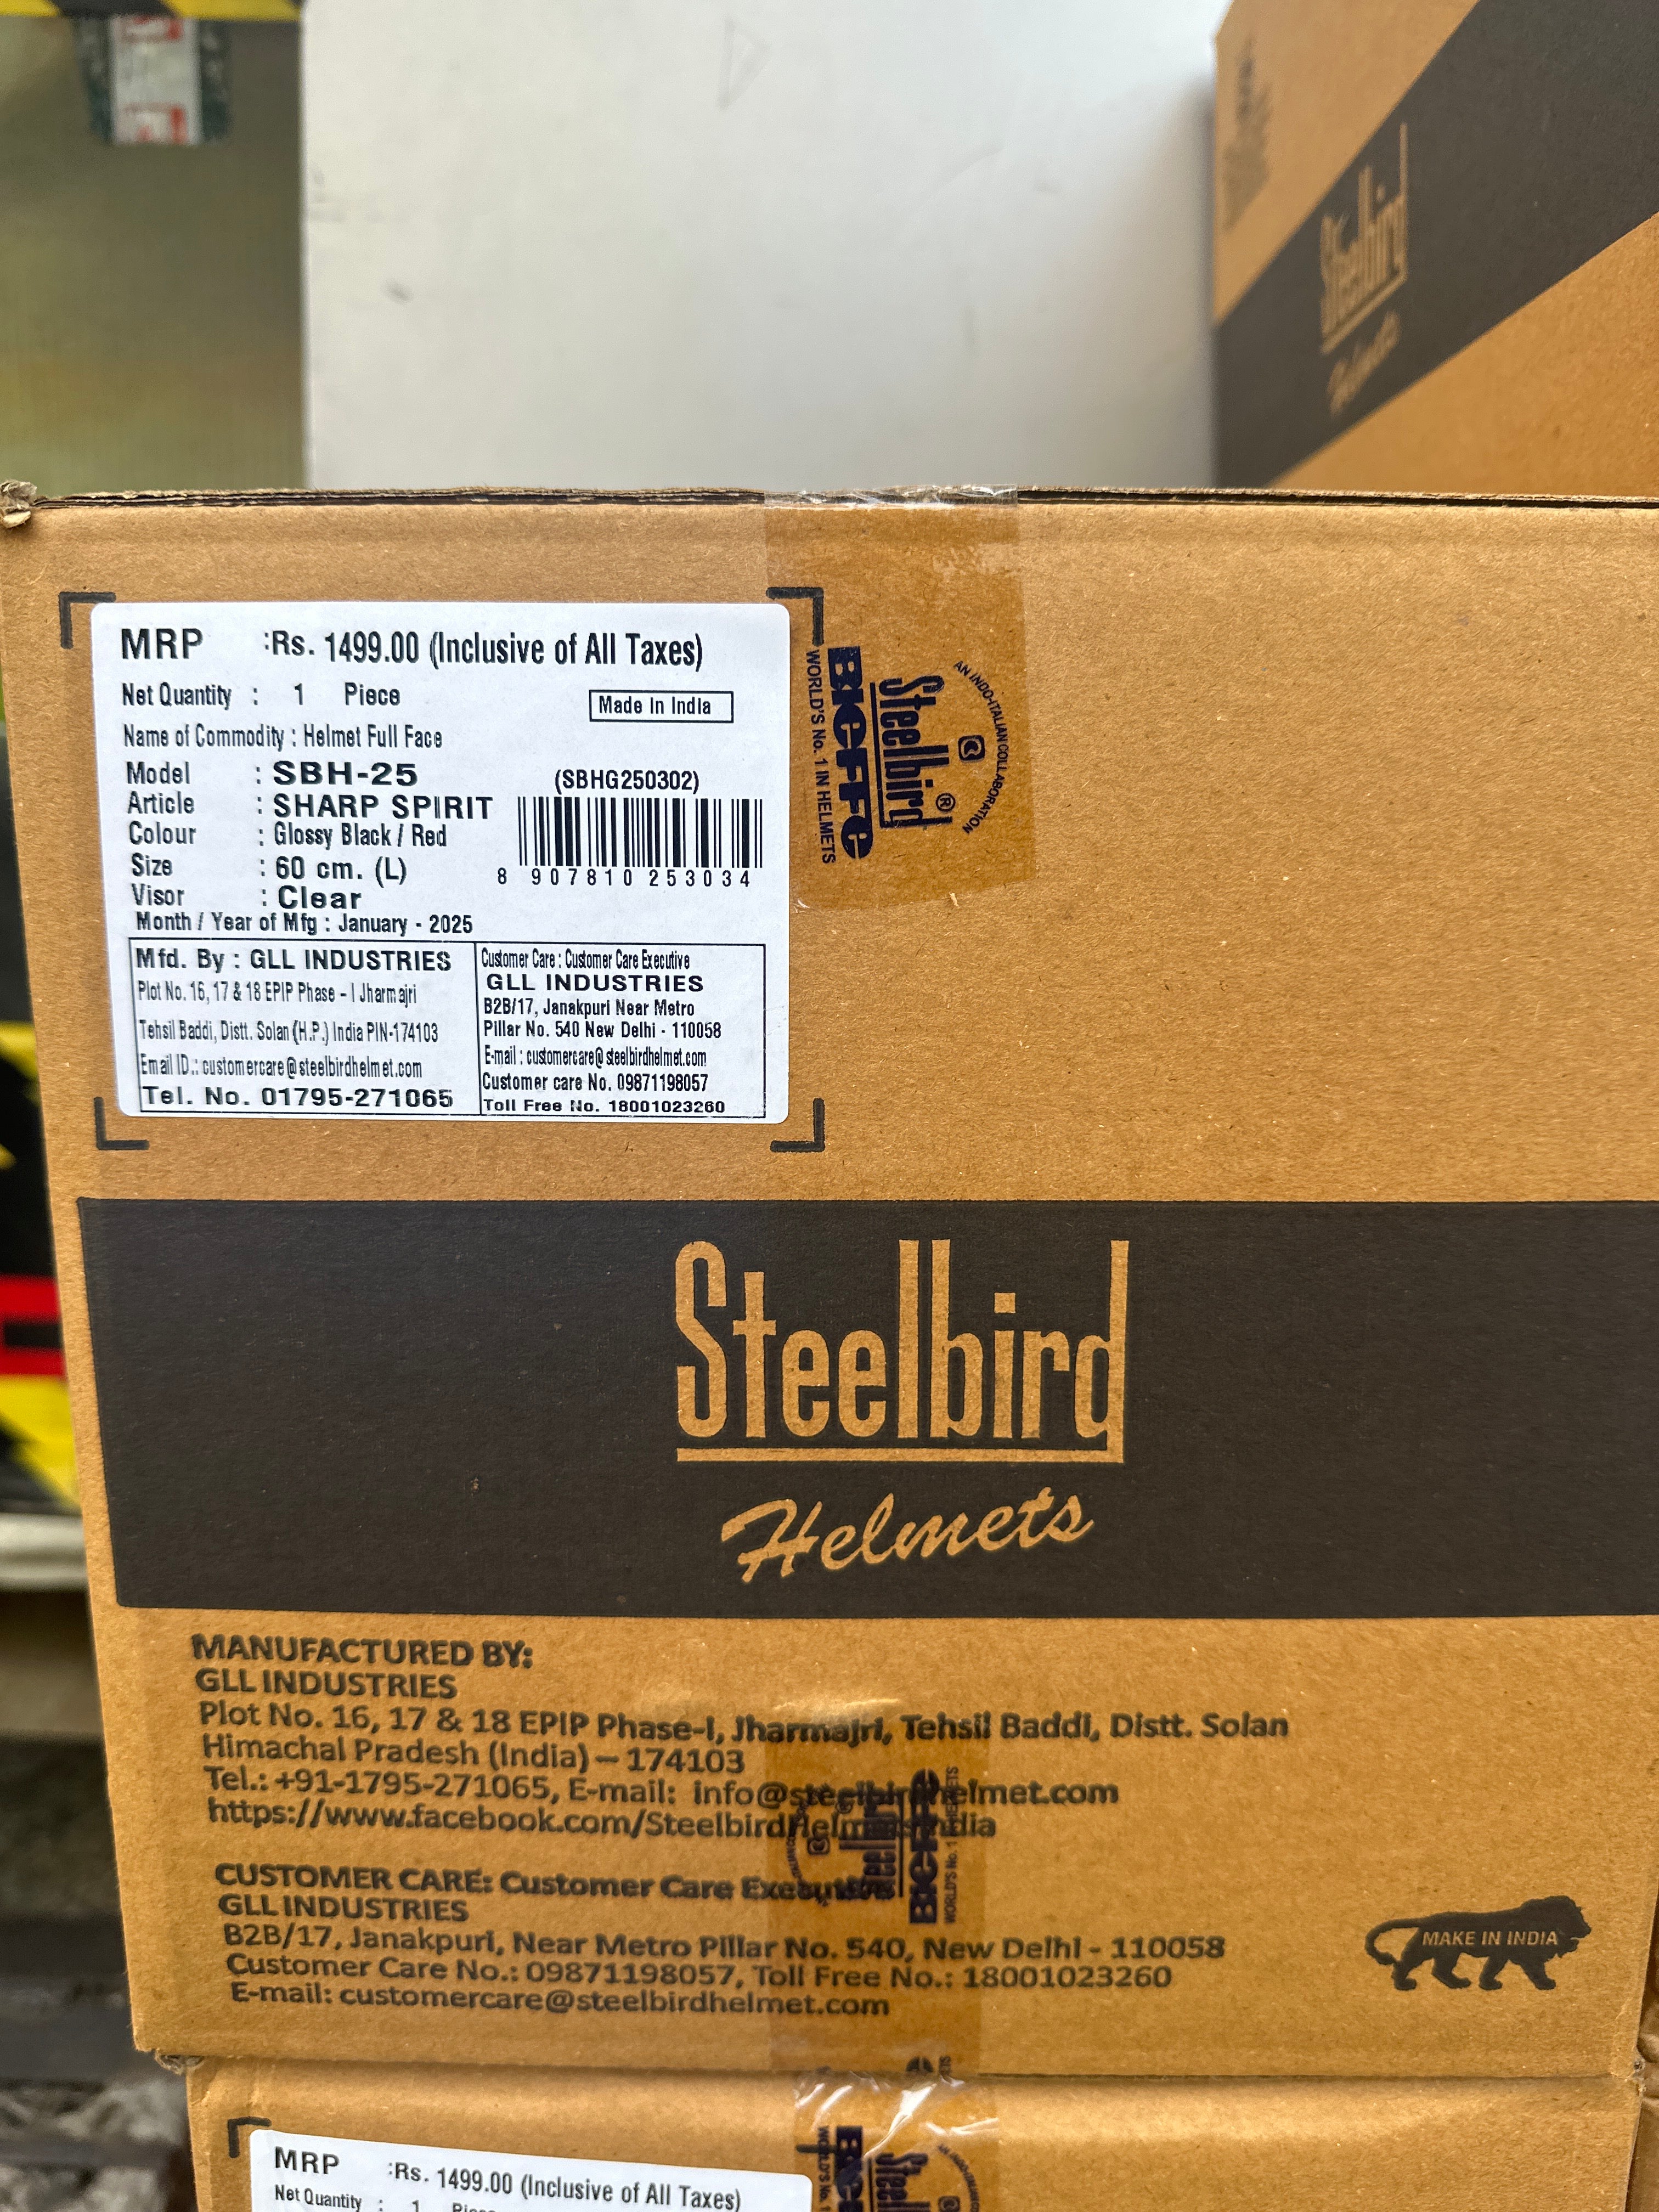 Steelbird
Helmets
MRP :Rs. 1499.00 (Inclusive of All Taxes)
Net Quantity : 1 Piece
Made In India
Name of Commodity : Helmet Full Face
Model : SBH-25
(SBHG250302)
Article : SHARP SPIRIT
Colour : Glossy Black / Red
Size : 60 cm. (L)
8 907810 253034
Visor : Clear
Month / Year of Mfg : January - 2025
Mfd. By : GLL INDUSTRIES
Plot No. 16, 17 & 18 EPIP Phase - I Jharmajri
Tehsil Baddi, Distt. Solan (H.P.) India PIN-174103
Email ID.: customercare@steelbirdhelmet.com
Tel. No. 01795-271065
Customer Care : Customer Care Executive
GLL INDUSTRIES
B2B/17, Janakpuri Near Metro
Pillar No. 540 New Delhi - 110058
E-mail : customercare@steelbirdhelmet.com
Customer care No. 09871198057
Toll Free No. 18001023260
AN INDO-ITALIAN COLLABORATION
Steelbird®
BIEFFE
WORLD'S No. 1 IN HELMETS
Steelbird
Helmets
MANUFACTURED BY:
GLL INDUSTRIES
Plot No. 16, 17 & 18 EPIP Phase-I, Jharmajri, Tehsil Baddi, Distt. Solan
Himachal Pradesh (India) – 174103
Tel.: +91-1795-271065, E-mail: info@steelbirdhelmet.com
https://www.facebook.com/SteelbirdHelmetsIndia
CUSTOMER CARE: Customer Care Executive
GLL INDUSTRIES
B2B/17, Janakpuri, Near Metro Pillar No. 540, New Delhi - 110058
Customer Care No.: 09871198057, Toll Free No.: 18001023260
E-mail: customercare@steelbirdhelmet.com
Steelbird
BIEFFE
WORLD'S No. 1 IN HELMETS
MAKE IN INDIA
MRP :Rs. 1499.00 (Inclusive of All Taxes)
Net Quantity : 1 Piece